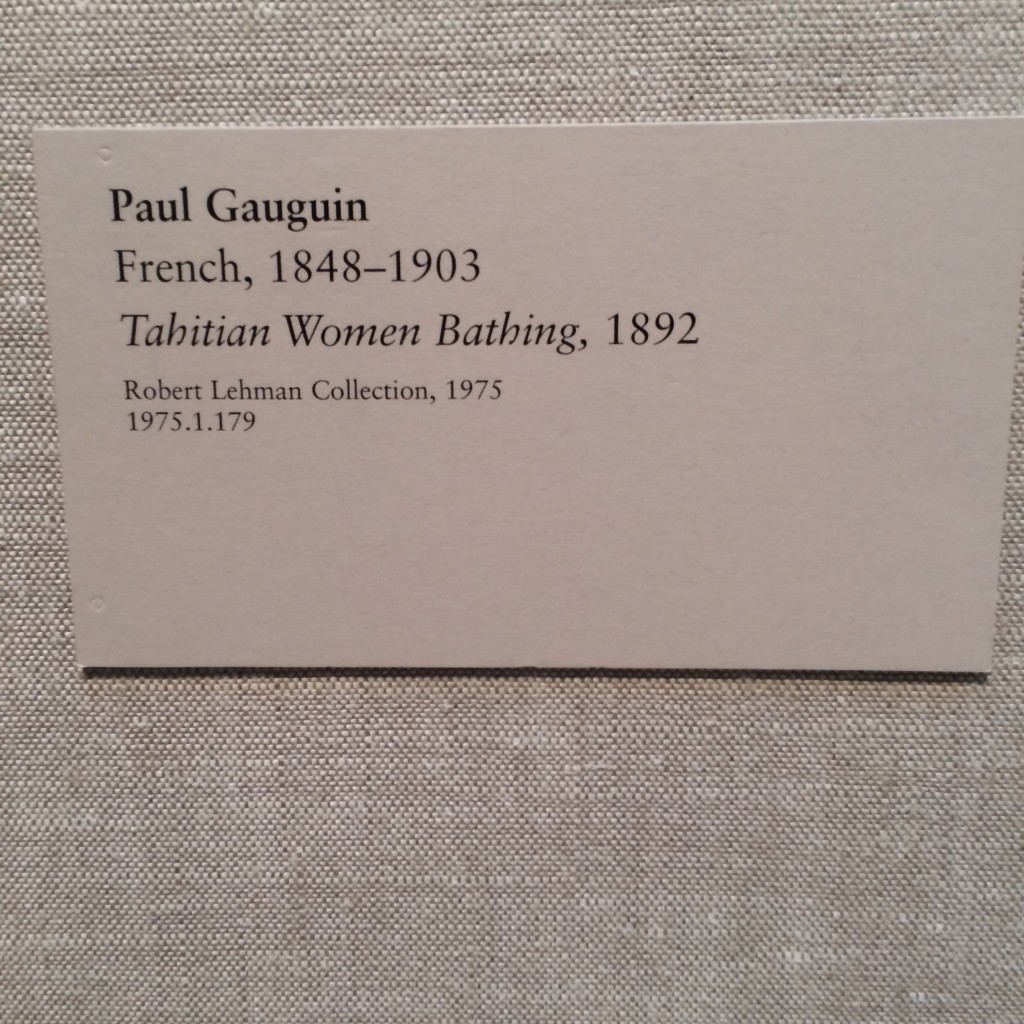 Paul Gauguin
French, 1848–1903
Tahitian Women Bathing, 1892
Robert Lehman Collection, 1975
1975.1.179